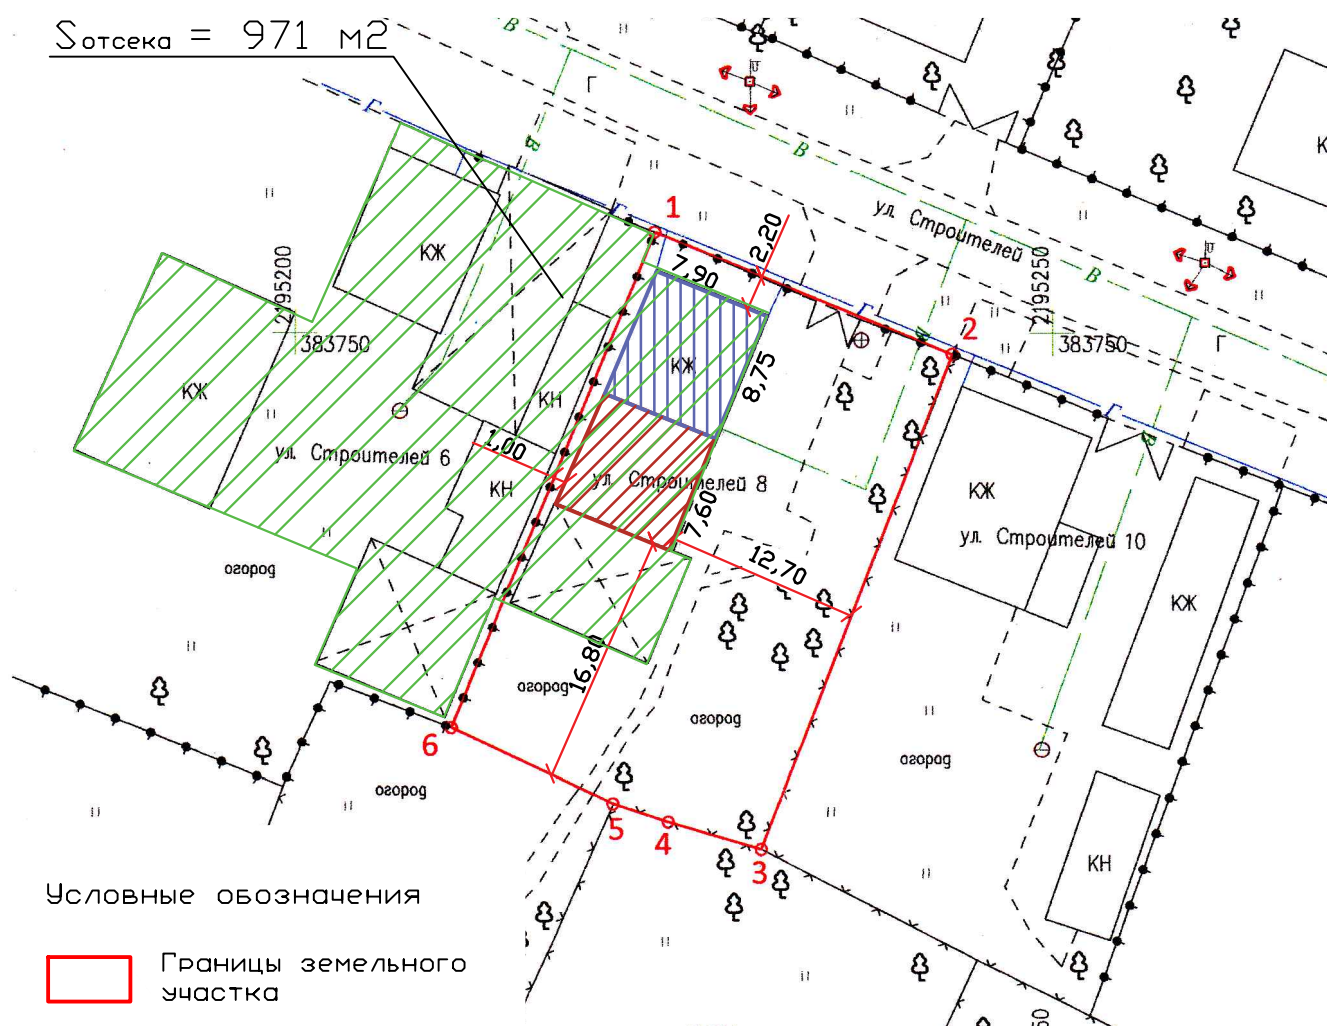 Sотсека = 971 м2
В
Г
Г
В
В
ул. Строителей
2195200
383750
КЖ
КЖ
Г
1
2,20
7,90
КЖ
8,75
Г
2
2195250
383750
В
Г
Г
В
КН
1,00
ул. Строителей 6
КН
ул. Строителей 8
7,60
12,70
КЖ
ул. Строителей 10
КЖ
огород
16,80
огород
огород
огород
огород
6
5
4
3
КН
Условные обозначения
Границы земельного
участка